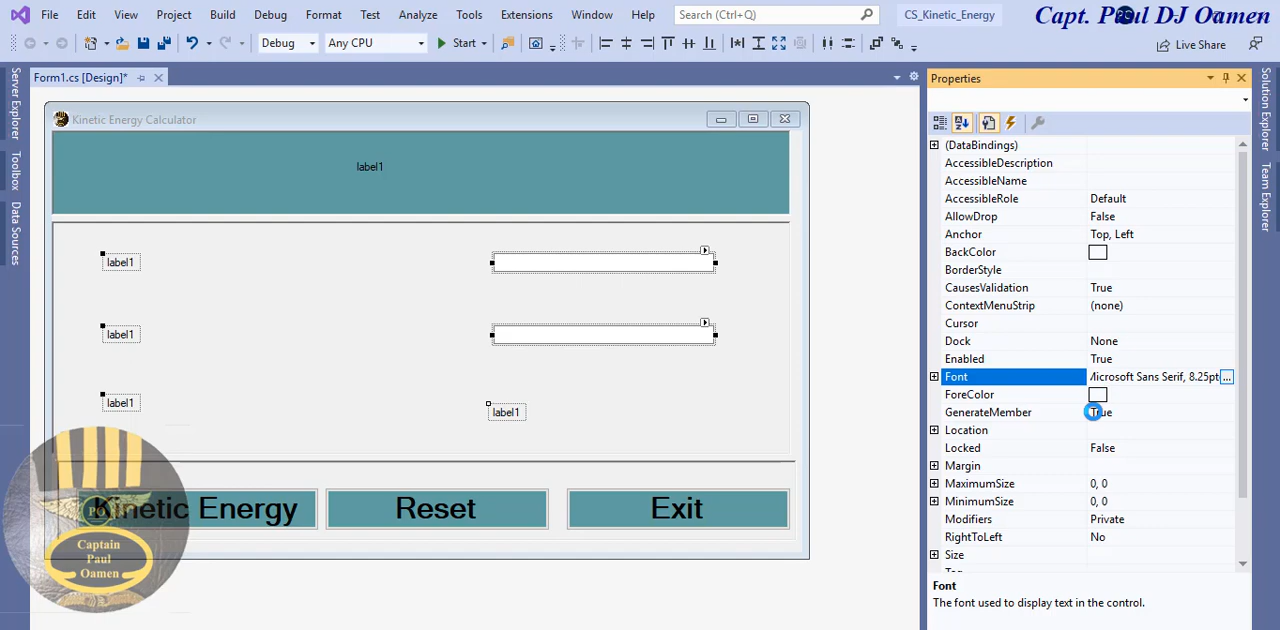 File Edit View Project Build Debug Format Test Analyze Tools Extensions Window Help Search (Ctrl+Q) CS_Kinetic_Energy
Capt. Paul DJ Oamen
Debug Any CPU Start Live Share
Server Explorer
Toolbox
Data Sources
Form1.cs [Design]*
Kinetic Energy Calculator
label1
label1
label1
label1
label1
Kinetic Energy Reset Exit
PO
Captain
Paul
Oamen
Properties
(DataBindings)
AccessibleDescription
AccessibleName
AccessibleRole Default
AllowDrop False
Anchor Top, Left
BackColor
BorderStyle
CausesValidation True
ContextMenuStrip (none)
Cursor
Dock None
Enabled True
Font Microsoft Sans Serif, 8.25pt ...
ForeColor
GenerateMember True
Location
Locked False
Margin
MaximumSize 0, 0
MinimumSize 0, 0
Modifiers Private
RightToLeft No
Size
Font
The font used to display text in the control.
Solution Explorer
Team Explorer